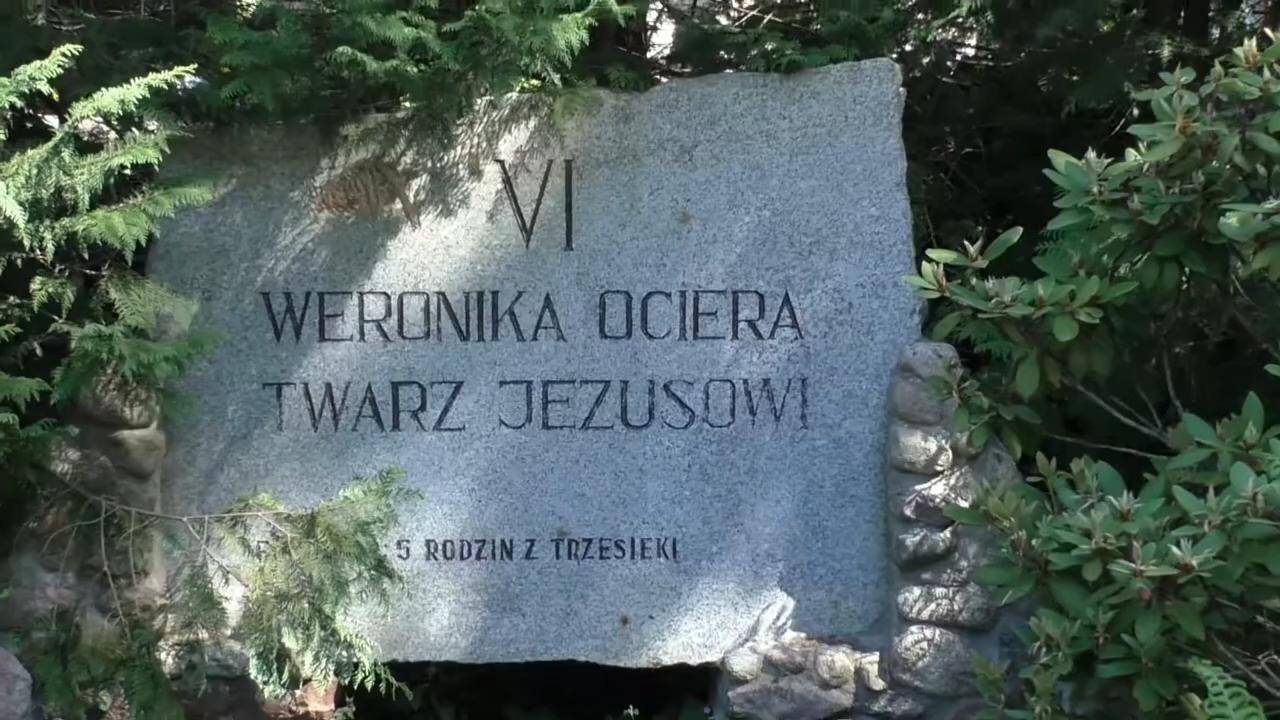 VI
WERONIKA OCIERA
TWARZ JEZUSOWI
5 RODZIN Z TRZESIEKI